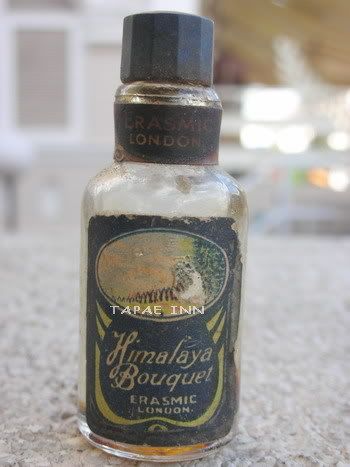 ERASMIC
LONDON
TAPAE INN
Himalaya
Bouquet
ERASMIC
LONDON.